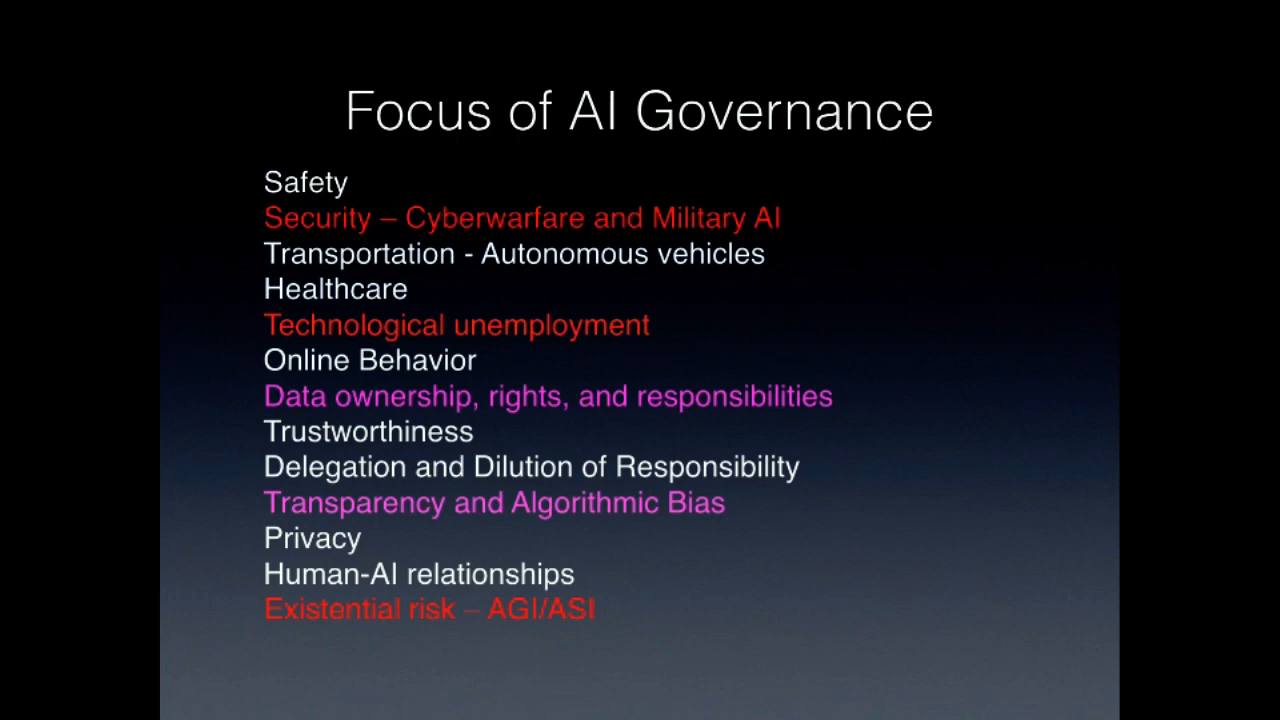 Focus of AI Governance
Safety
Security – Cyberwarfare and Military AI
Transportation - Autonomous vehicles
Healthcare
Technological unemployment
Online Behavior
Data ownership, rights, and responsibilities
Trustworthiness
Delegation and Dilution of Responsibility
Transparency and Algorithmic Bias
Privacy
Human-AI relationships
Existential risk – AGI/ASI